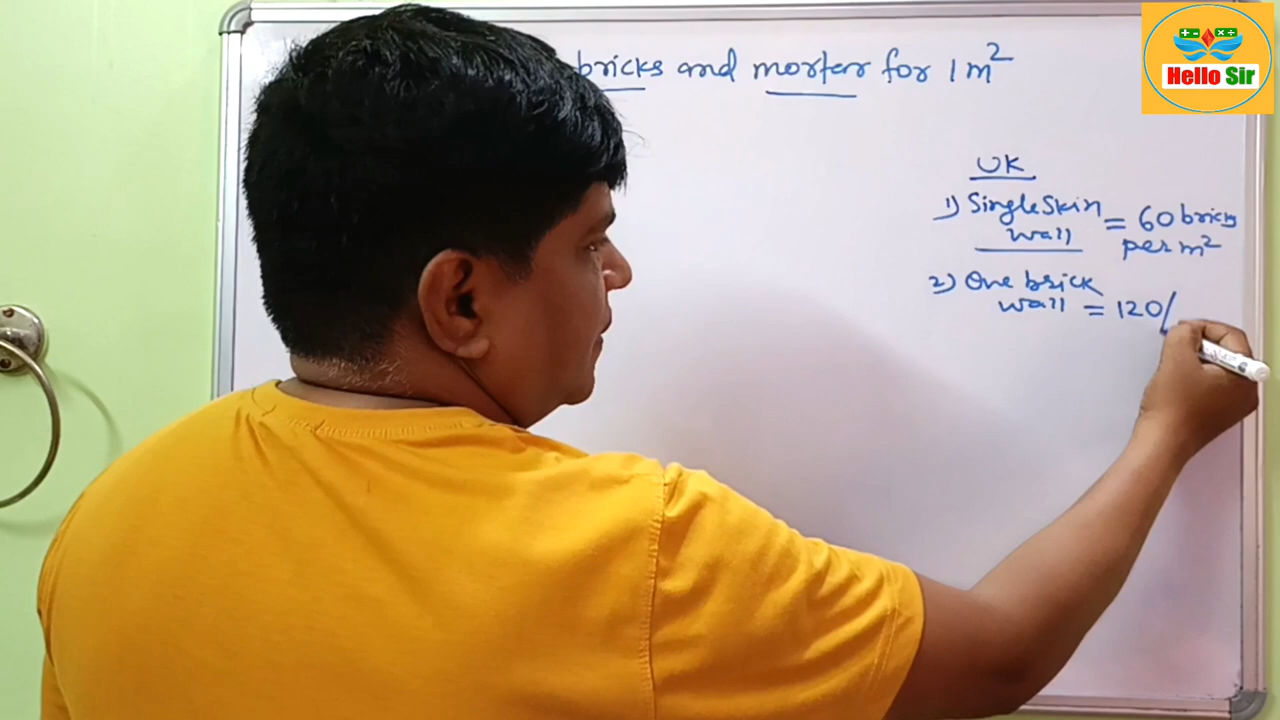 bricks and mortar for 1 m²
Hello Sir
UK
1) Single Skin
wall = 60 bricks
per m²
2) One brick
wall = 120/